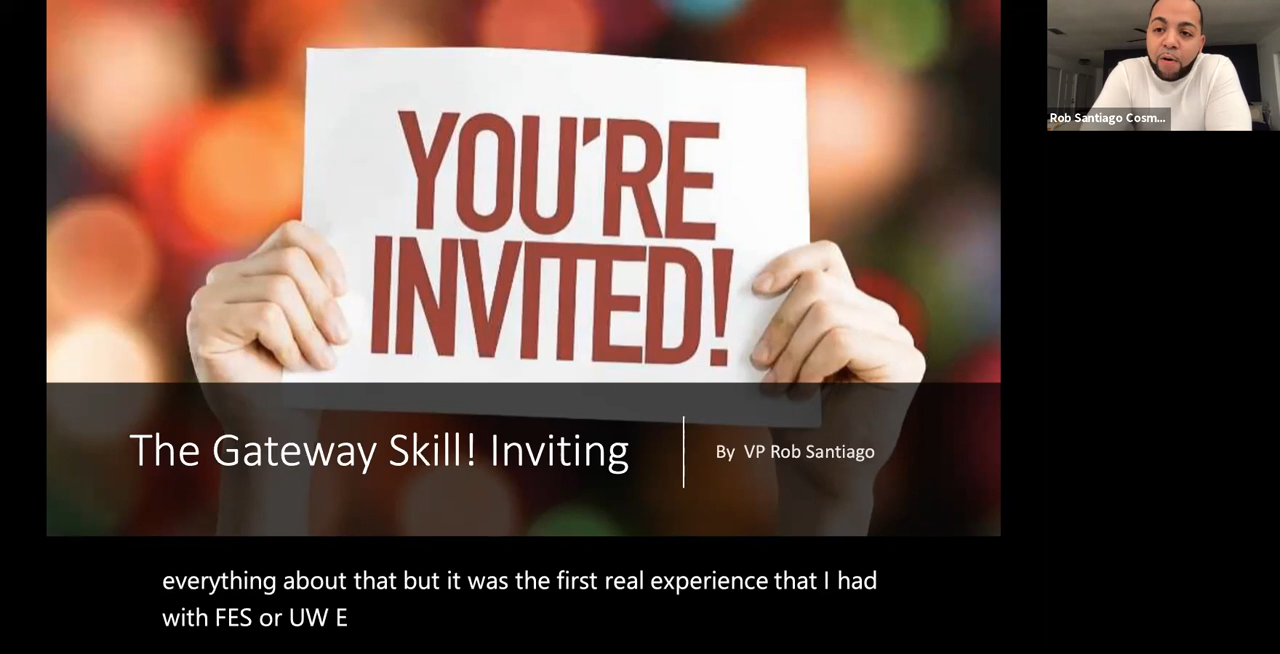 YOU'RE
INVITED!
The Gateway Skill! Inviting
By VP Rob Santiago
everything about that but it was the first real experience that I had
with FES or UW E
Rob Santiago Cosm...